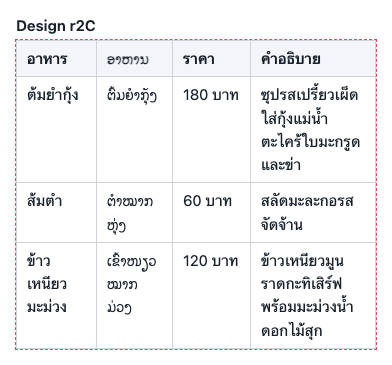 Design r2C
อาหาร ອາຫານ ราคา คำอธิบาย
ต้มยำกุ้ง ຕົ້ມຍຳກຸ້ງ 180 บาท ซุปรสเปรี้ยวเผ็ด
ใส่กุ้งแม่น้ำ
ตะไคร้ใบมะกรูด
และข่า
ส้มตำ ຕຳໝາກ 60 บาท สลัดมะละกอรส
ຫຸ່ງ จัดจ้าน
ข้าว ເຂົ້າໜຽວ 120 บาท ข้าวเหนียวมูน
เหนียว ໝາກ ราดกะทิเสิร์ฟ
มะม่วง ມ່ວງ พร้อมมะม่วงน้ำ
ดอกไม้สุก